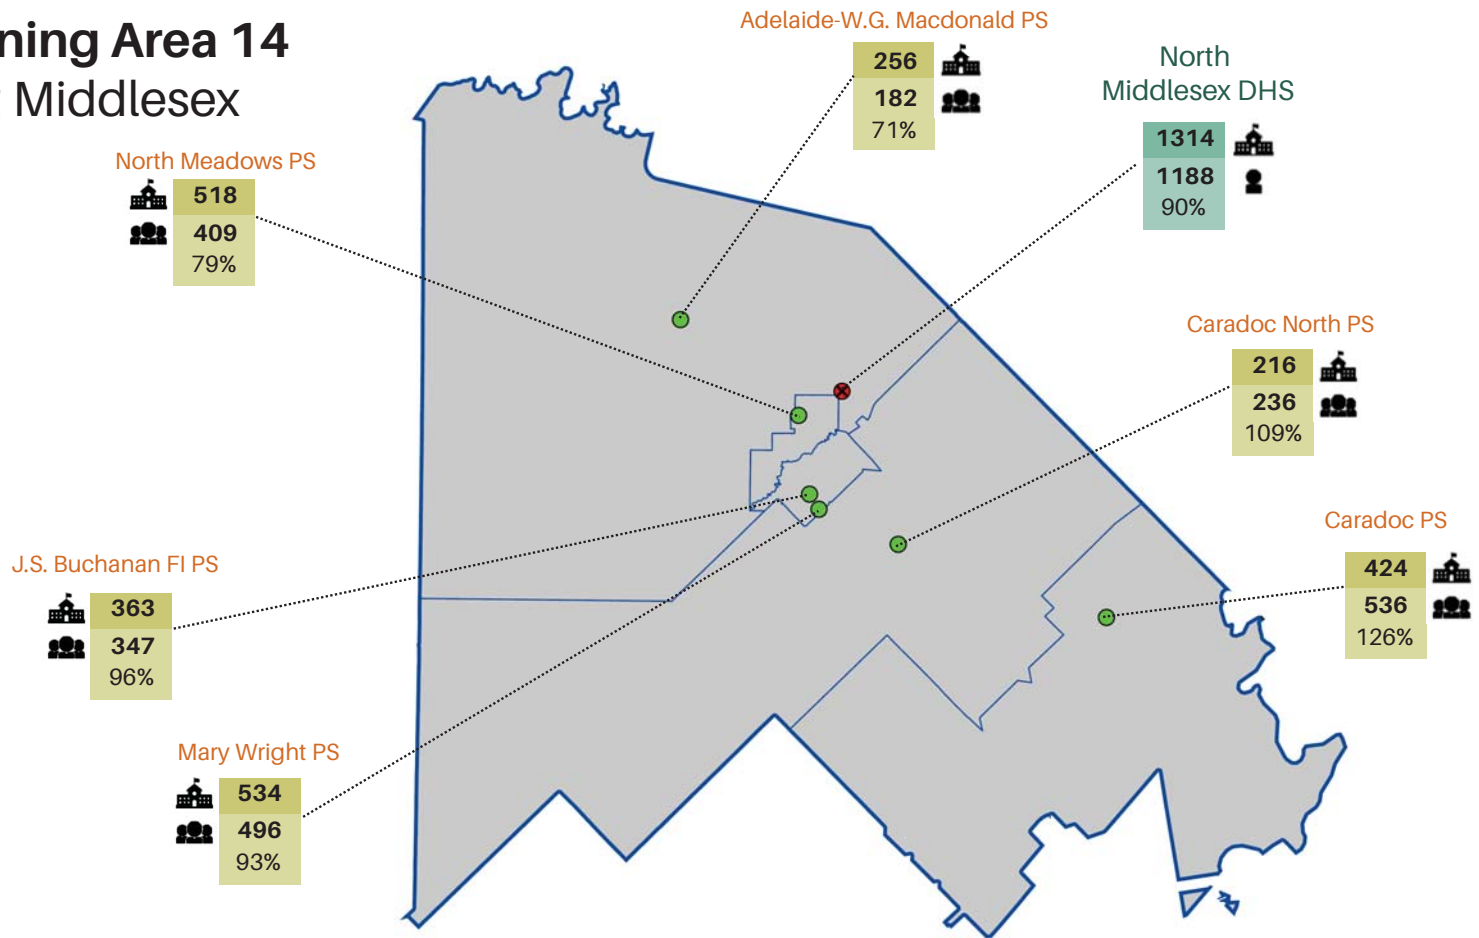 ning Area 14
Middlesex
Adelaide-W.G. Macdonald PS
256
182
71%
North
Middlesex DHS
1314
1188
90%
North Meadows PS
518
409
79%
Caradoc North PS
216
236
109%
Caradoc PS
424
536
126%
J.S. Buchanan FI PS
363
347
96%
Mary Wright PS
534
496
93%